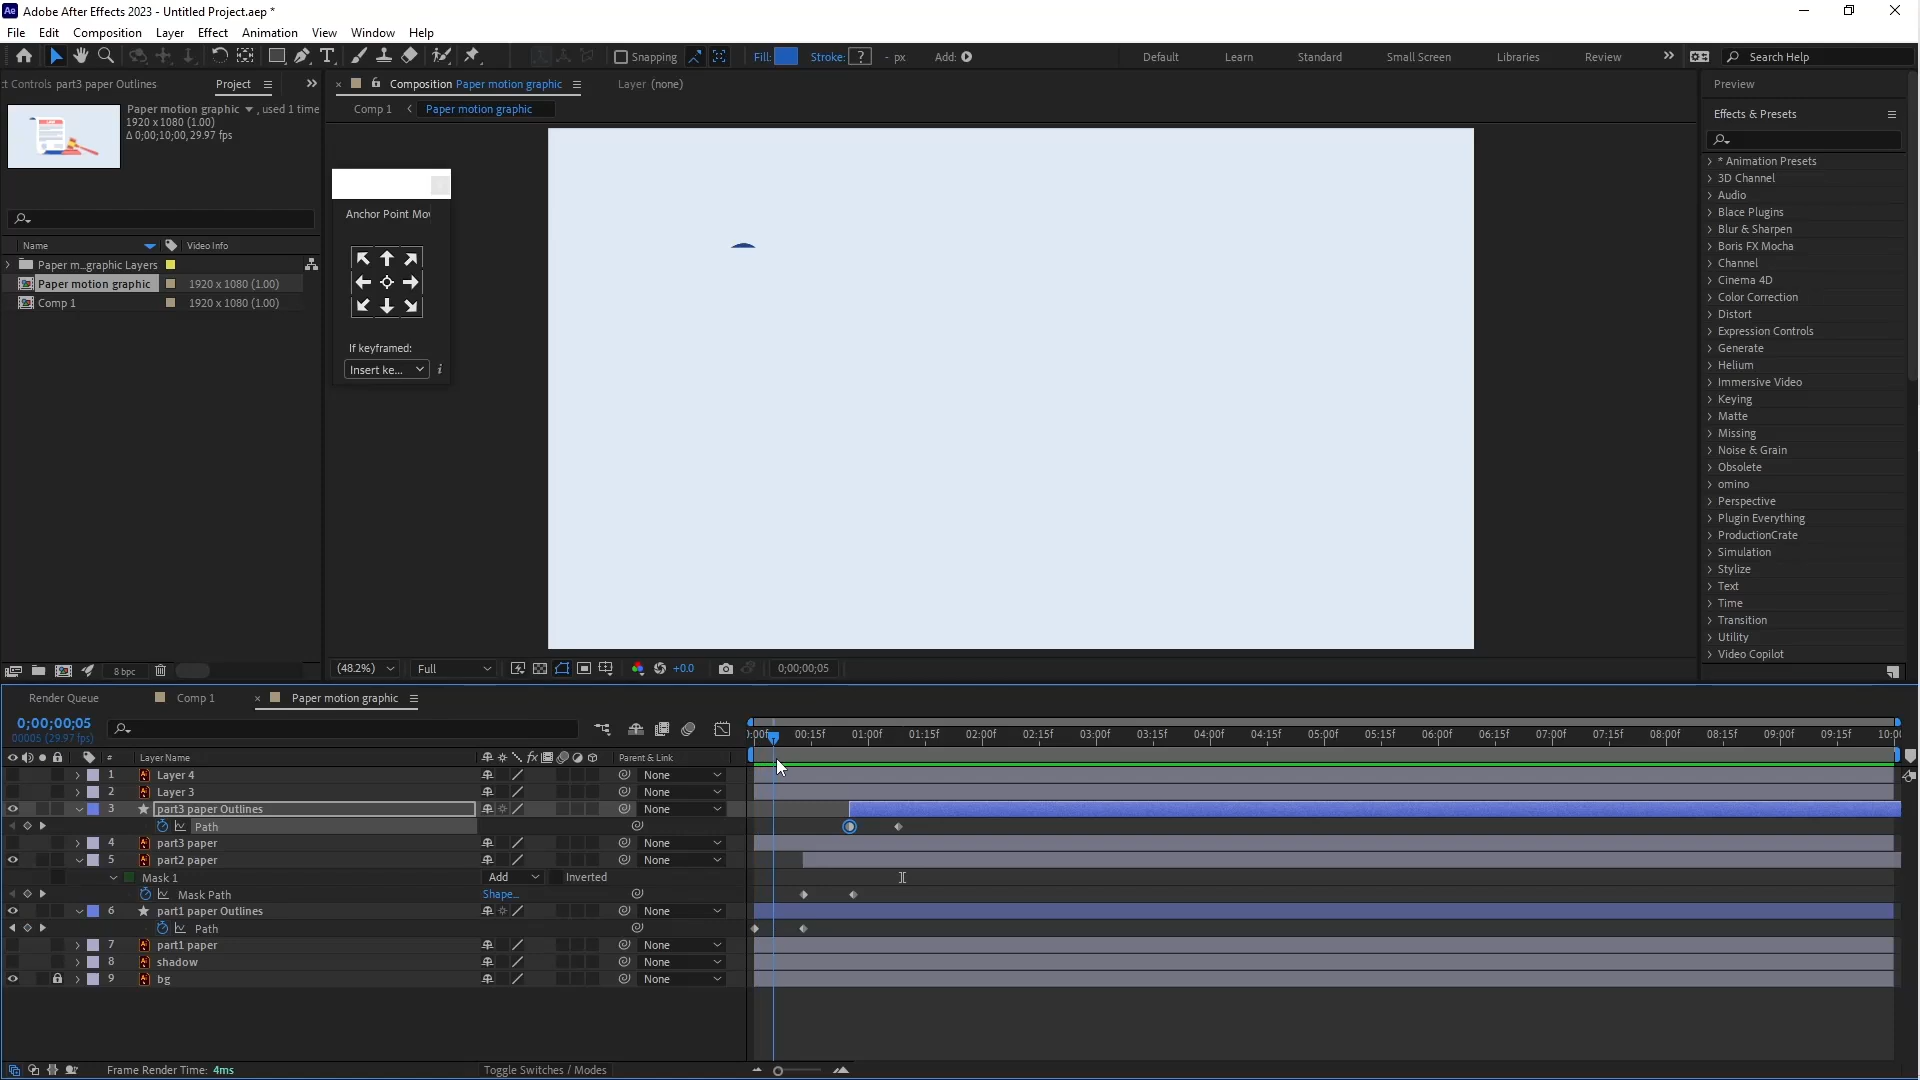 Ae Adobe After Effects 2023 - Untitled Project.aep *
File Edit Composition Layer Effect Animation View Window Help
Snapping Fill: Stroke: ? - px Add: Default Learn Standard Small Screen Libraries Review Search Help
ct Controls part3 paper Outlines Project
Composition Paper motion graphic Layer (none) Preview
Comp 1 Paper motion graphic
Paper motion graphic , used 1 time
1920 x 1080 (1.00)
Δ 0;00;10;00, 29.97 fps
Effects & Presets
Name Video Info
Paper m_graphic Layers
Paper motion graphic 1920 x 1080 (1.00)
Comp 1 1920 x 1080 (1.00)
Anchor Point Mov
If keyframed:
Insert ke... i
* Animation Presets
3D Channel
Audio
Blace Plugins
Blur & Sharpen
Boris FX Mocha
Channel
Cinema 4D
Color Correction
Distort
Expression Controls
Generate
Helium
Immersive Video
Keying
Matte
Missing
Noise & Grain
Obsolete
omino
Perspective
Plugin Everything
ProductionCrate
Simulation
Stylize
Text
Time
Transition
Utility
Video Copilot
8 bpc
(48.2%) Full +0.0 0;00;00;05
Render Queue Comp 1 × Paper motion graphic
0;00;00;05
00005 (29.97 fps)
):00f 00:15f 01:00f 01:15f 02:00f 02:15f 03:00f 03:15f 04:00f 04:15f 05:00f 05:15f 06:00f 06:15f 07:00f 07:15f 08:00f 08:15f 09:00f 09:15f 10:0
# Layer Name fx Parent & Link
1 Layer 4 None
2 Layer 3 None
3 part3 paper Outlines None
Path
4 part3 paper None
5 part2 paper None
Mask 1 Add Inverted
Mask Path Shape...
6 part1 paper Outlines None
Path
7 part1 paper None
8 shadow None
9 bg None
Frame Render Time: 4ms Toggle Switches / Modes